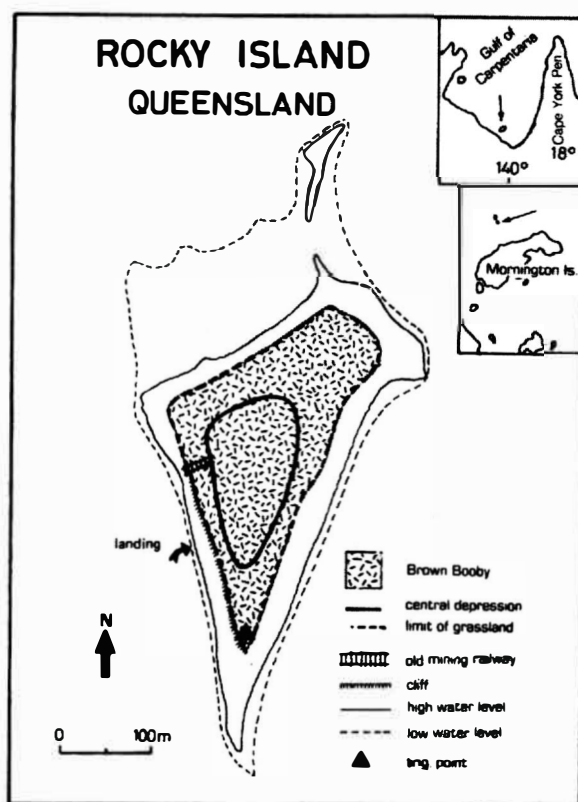 ROCKY ISLAND
QUEENSLAND
Gulf of
Carpentaria
Cape York Pen
18°
140°
Mornington Is.
landing
N
0 100m
Brown Booby
central depression
limit of grassland
old mining railway
cliff
high water level
low water level
point